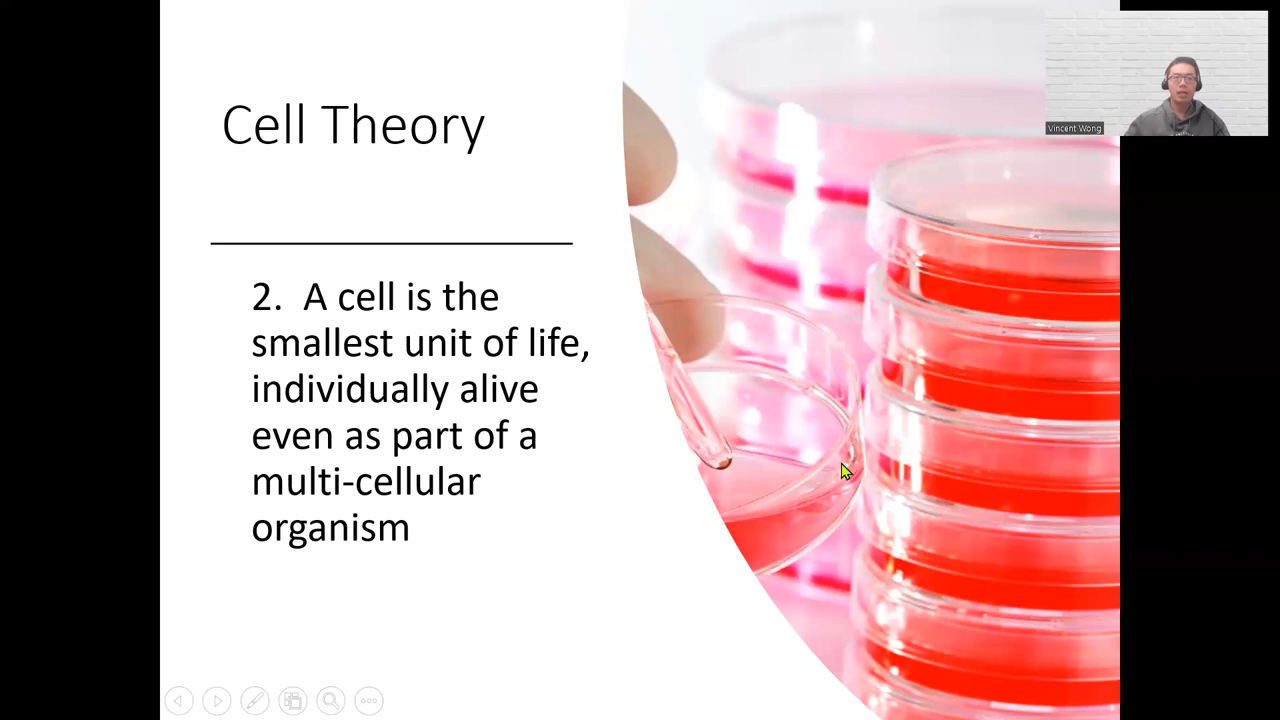 Cell Theory
2. A cell is the
smallest unit of life,
individually alive
even as part of a
multi-cellular
organism
Vincent Wong